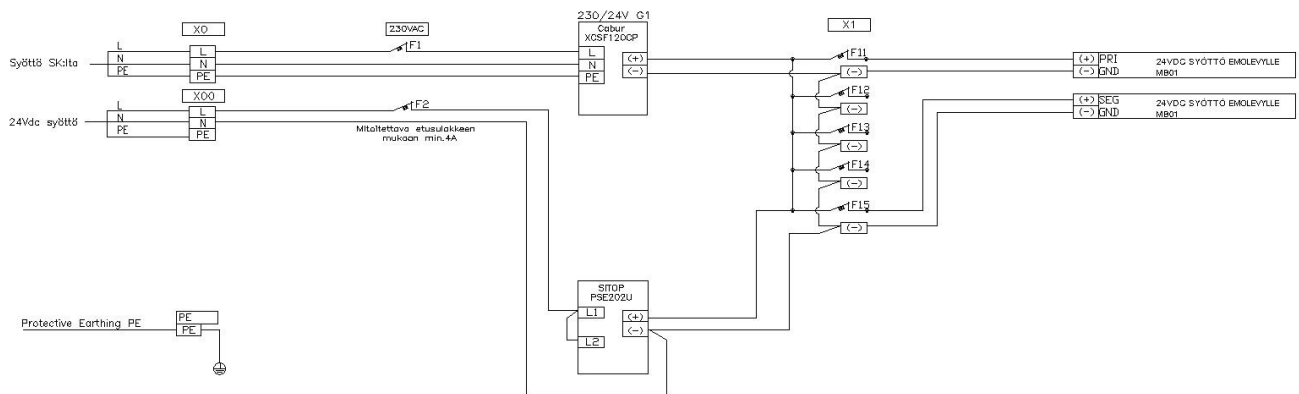 230/24V G1
X0
230VAC
Cabur
XCSF120CP
X1
L
L
F1
L
(+)
F11
(+) PRI
24VDC SYÖTTÖ EMOLEVYLLE
MB01
Syöttö SK:lta
N
N
N
(-)
(-)
(-) GND
PE
PE
PE
X00
F12
(+) SEG
24VDC SYÖTTÖ EMOLEVYLLE
MB01
L
L
F2
(-)
(-) GND
24Vdc syöttö
N
N
Mitoitettava etusulakkeen
mukaan min.4A
F13
PE
PE
(-)
F14
(-)
F15
(-)
SITOP
PSE202U
L1
(+)
Protective Earthing PE
PE
PE
(-)
L2